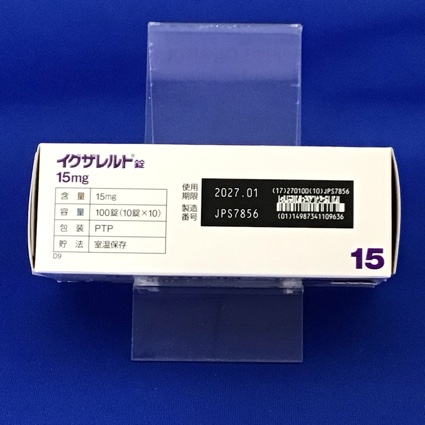 イグザレルト®錠
15mg
含量 15mg
容量 100錠(10錠×10)
包装 PTP
貯法 室温保存
D9
使用期限 2027.01
製造番号 JPS7856
(17)270100(10)JPS7856
(01)14987341109636
15